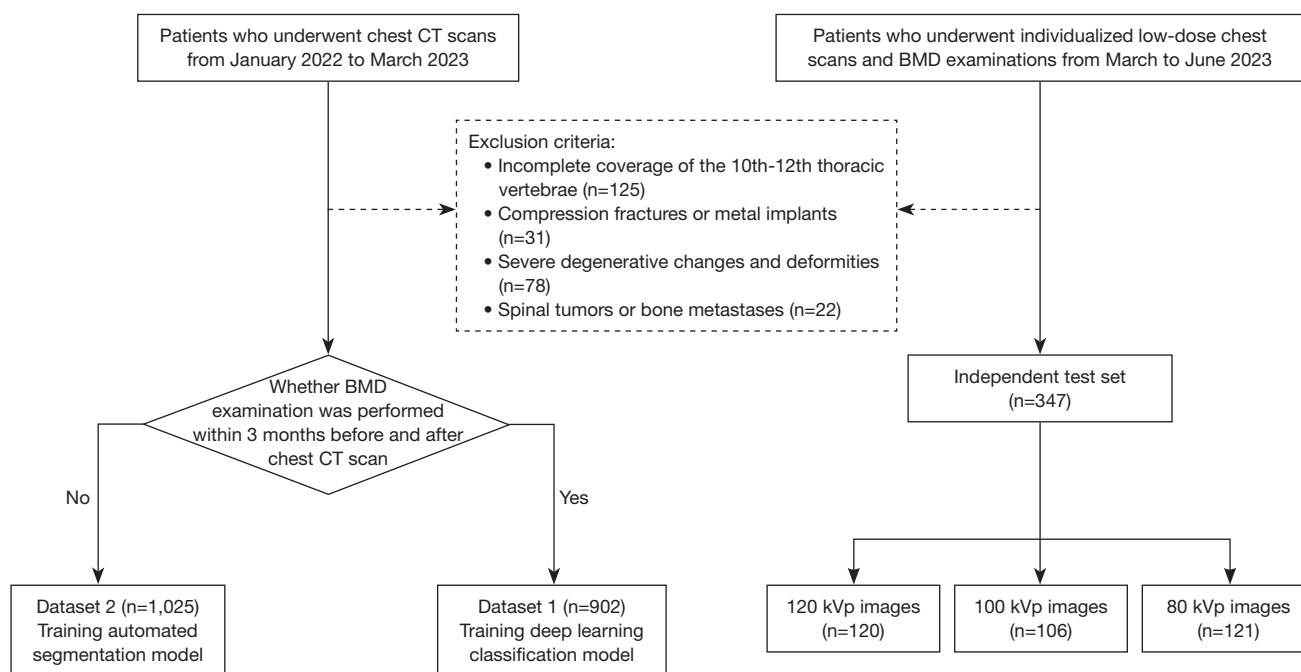 Patients who underwent chest CT scans
from January 2022 to March 2023
Patients who underwent individualized low-dose chest
scans and BMD examinations from March to June 2023
Exclusion criteria:
• Incomplete coverage of the 10th-12th thoracic
vertebrae (n=125)
• Compression fractures or metal implants
(n=31)
• Severe degenerative changes and deformities
(n=78)
• Spinal tumors or bone metastases (n=22)
Whether BMD
examination was performed
within 3 months before and after
chest CT scan
Independent test set
(n=347)
No
Yes
Dataset 2 (n=1,025)
Training automated
segmentation model
Dataset 1 (n=902)
Training deep learning
classification model
120 kVp images
(n=120)
100 kVp images
(n=106)
80 kVp images
(n=121)